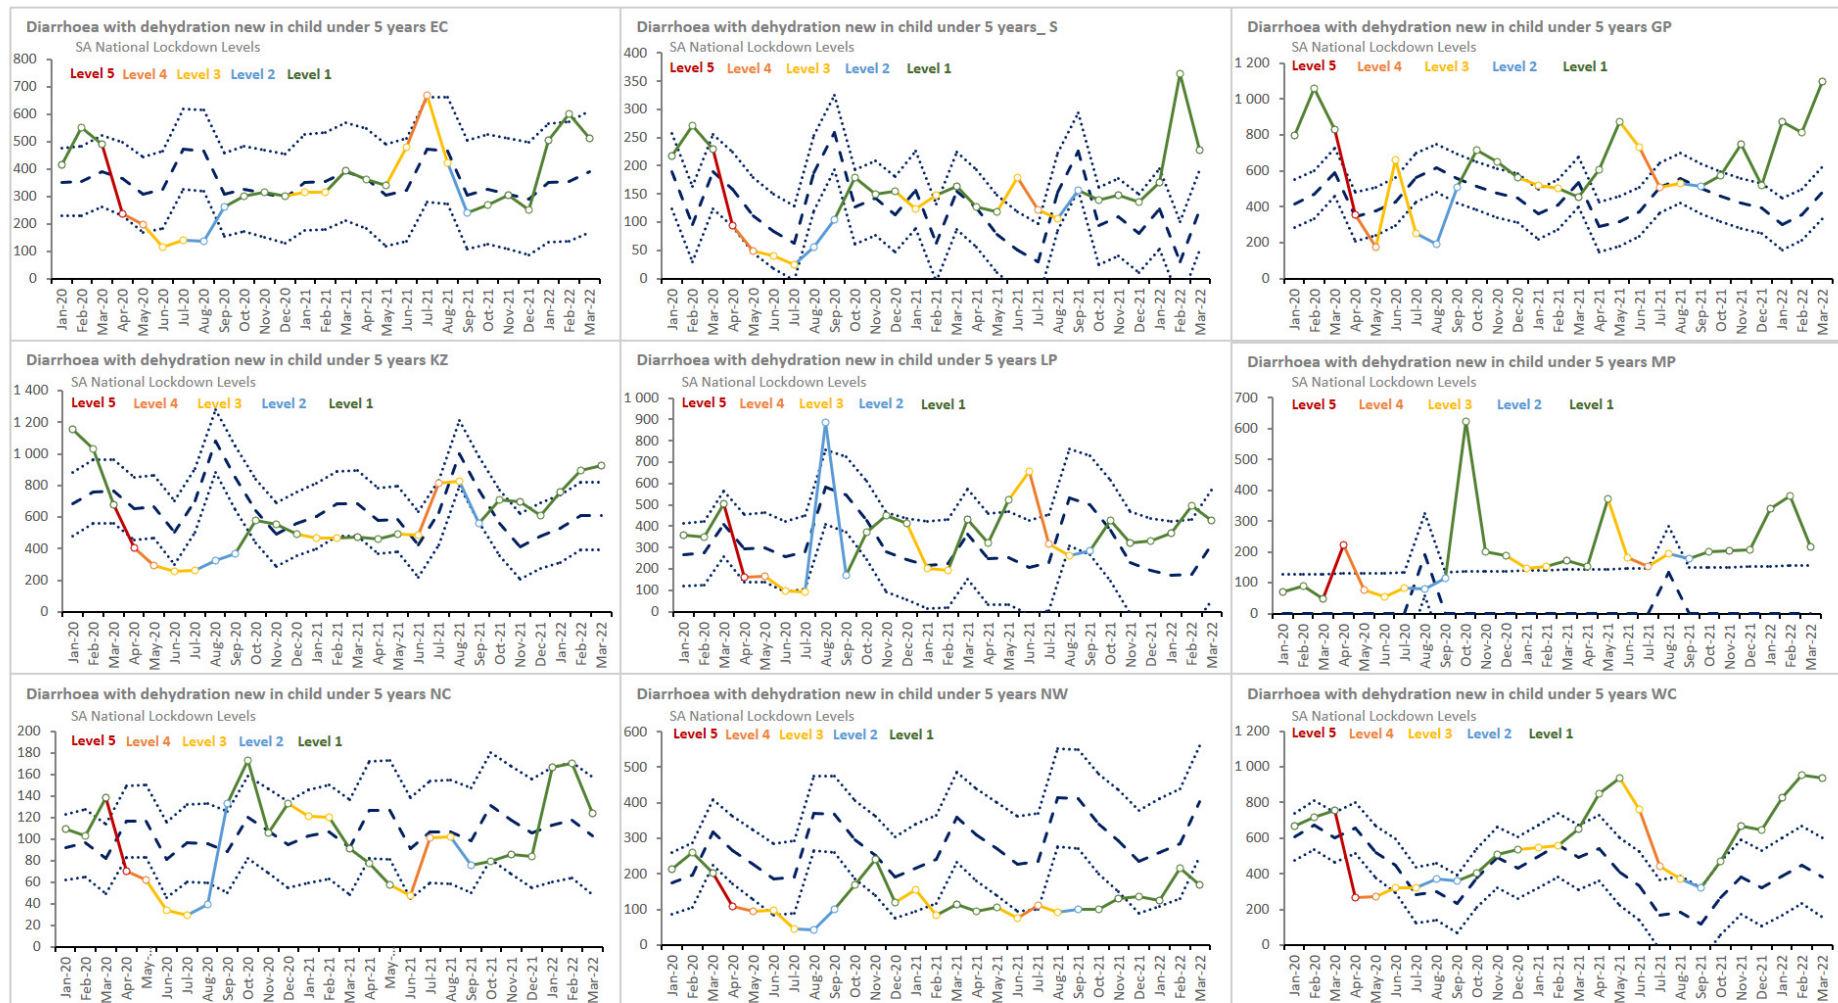 Diarrhoea with dehydration new in child under 5 years EC
SA National Lockdown Levels
Level 5 Level 4 Level 3 Level 2 Level 1
800
700
600
500
400
300
200
100
0
Jan-20 Feb-20 Mar-20 Apr-20 May-20 Jun-20 Jul-20 Aug-20 Sep-20 Oct-20 Nov-20 Dec-20 Jan-21 Feb-21 Mar-21 Apr-21 May-21 Jun-21 Jul-21 Aug-21 Sep-21 Oct-21 Nov-21 Dec-21 Jan-22 Feb-22 Mar-22
Diarrhoea with dehydration new in child under 5 years_ S
SA National Lockdown Levels
Level 5 Level 4 Level 3 Level 2 Level 1
400
350
300
250
200
150
100
50
0
Jan-20 Feb-20 Mar-20 Apr-20 May-20 Jun-20 Jul-20 Aug-20 Sep-20 Oct-20 Nov-20 Dec-20 Jan-21 Feb-21 Mar-21 Apr-21 May-21 Jun-21 Jul-21 Aug-21 Sep-21 Oct-21 Nov-21 Dec-21 Jan-22 Feb-22 Mar-22
Diarrhoea with dehydration new in child under 5 years GP
SA National Lockdown Levels
Level 5 Level 4 Level 3 Level 2 Level 1
1 200
1 000
800
600
400
200
0
Jan-20 Feb-20 Mar-20 Apr-20 May-20 Jun-20 Jul-20 Aug-20 Sep-20 Oct-20 Nov-20 Dec-20 Jan-21 Feb-21 Mar-21 Apr-21 May-21 Jun-21 Jul-21 Aug-21 Sep-21 Oct-21 Nov-21 Dec-21 Jan-22 Feb-22 Mar-22
Diarrhoea with dehydration new in child under 5 years KZ
SA National Lockdown Levels
Level 5 Level 4 Level 3 Level 2 Level 1
1 400
1 200
1 000
800
600
400
200
0
Jan-20 Feb-20 Mar-20 Apr-20 May-20 Jun-20 Jul-20 Aug-20 Sep-20 Oct-20 Nov-20 Dec-20 Jan-21 Feb-21 Mar-21 Apr-21 May-21 Jun-21 Jul-21 Aug-21 Sep-21 Oct-21 Nov-21 Dec-21 Jan-22 Feb-22 Mar-22
Diarrhoea with dehydration new in child under 5 years LP
SA National Lockdown Levels
Level 5 Level 4 Level 3 Level 2 Level 1
1 000
900
800
700
600
500
400
300
200
100
0
Jan-20 Feb-20 Mar-20 Apr-20 May-20 Jun-20 Jul-20 Aug-20 Sep-20 Oct-20 Nov-20 Dec-20 Jan-21 Feb-21 Mar-21 Apr-21 May-21 Jun-21 Jul-21 Aug-21 Sep-21 Oct-21 Nov-21 Dec-21 Jan-22 Feb-22 Mar-22
Diarrhoea with dehydration new in child under 5 years MP
SA National Lockdown Levels
Level 5 Level 4 Level 3 Level 2 Level 1
700
600
500
400
300
200
100
0
Jan-20 Feb-20 Mar-20 Apr-20 May-20 Jun-20 Jul-20 Aug-20 Sep-20 Oct-20 Nov-20 Dec-20 Jan-21 Feb-21 Mar-21 Apr-21 May-21 Jun-21 Jul-21 Aug-21 Sep-21 Oct-21 Nov-21 Dec-21 Jan-22 Feb-22 Mar-22
Diarrhoea with dehydration new in child under 5 years NC
SA National Lockdown Levels
Level 5 Level 4 Level 3 Level 2 Level 1
200
180
160
140
120
100
80
60
40
20
0
Jan-20 Feb-20 Mar-20 Apr-20 May-... Jun-20 Jul-20 Aug-20 Sep-20 Oct-20 Nov-20 Dec-20 Jan-21 Feb-21 Mar-21 Apr-21 May-... Jun-21 Jul-21 Aug-21 Sep-21 Oct-21 Nov-21 Dec-21 Jan-22 Feb-22 Mar-22
Diarrhoea with dehydration new in child under 5 years NW
SA National Lockdown Levels
Level 5 Level 4 Level 3 Level 2 Level 1
600
500
400
300
200
100
0
Jan-20 Feb-20 Mar-20 Apr-20 May-20 Jun-20 Jul-20 Aug-20 Sep-20 Oct-20 Nov-20 Dec-20 Jan-21 Feb-21 Mar-21 Apr-21 May-21 Jun-21 Jul-21 Aug-21 Sep-21 Oct-21 Nov-21 Dec-21 Jan-22 Feb-22 Mar-22
Diarrhoea with dehydration new in child under 5 years WC
SA National Lockdown Levels
Level 5 Level 4 Level 3 Level 2 Level 1
1 200
1 000
800
600
400
200
0
Jan-20 Feb-20 Mar-20 Apr-20 May-20 Jun-20 Jul-20 Aug-20 Sep-20 Oct-20 Nov-20 Dec-20 Jan-21 Feb-21 Mar-21 Apr-21 May-21 Jun-21 Jul-21 Aug-21 Sep-21 Oct-21 Nov-21 Dec-21 Jan-22 Feb-22 Mar-22